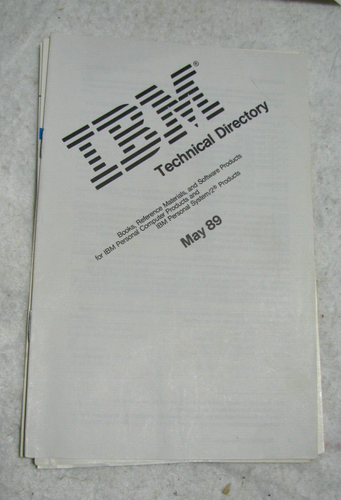 IBM®
Technical Directory
Books, Reference Materials, and Software Products
for IBM Personal Computer Products and
IBM Personal System/2® Products
May 89